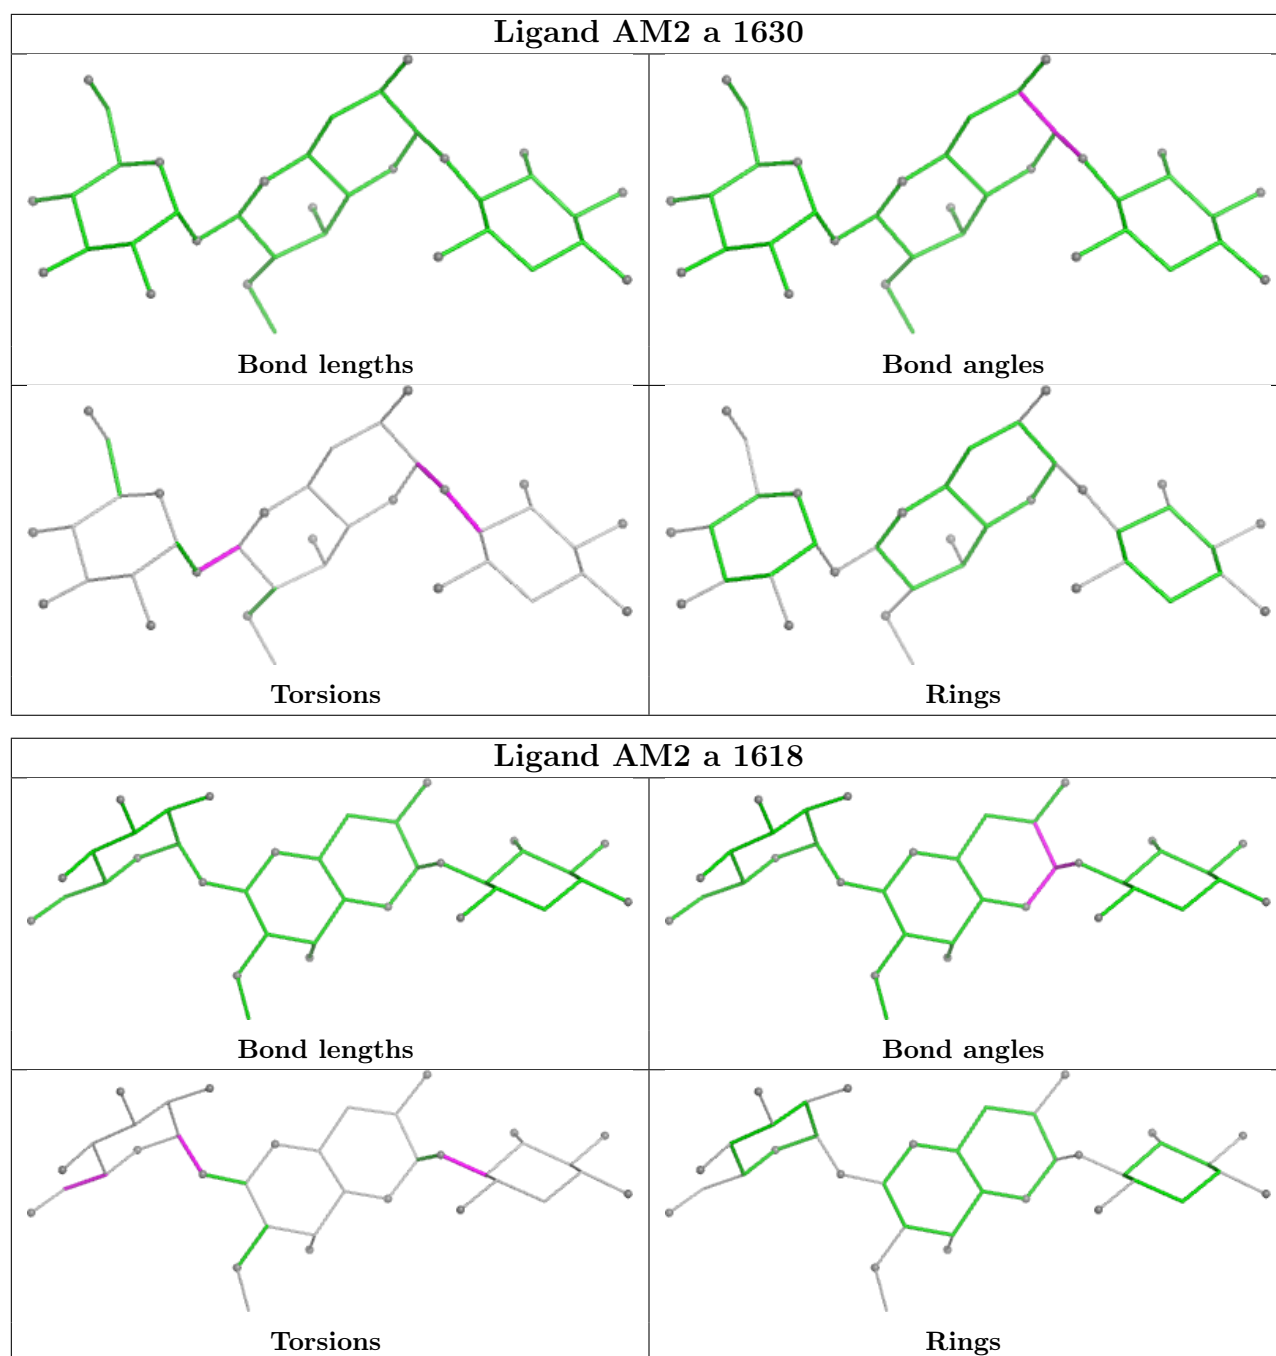 Ligand AM2 a 1630
Bond lengths
Bond angles
Torsions
Rings
Ligand AM2 a 1618
Bond lengths
Bond angles
Torsions
Rings